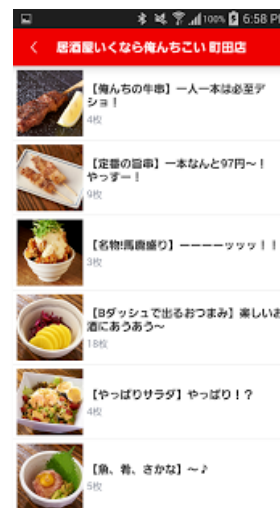 100% 6:58 PM
居酒屋いくなら俺んちこい 町田店
【俺んちの牛串】一人一本は必至デ
ショ！
4枚
【定番の旨串】一本なんと97円〜！
やっすー！
9枚
【名物!馬鹿盛り】ーーーーッッッ！！
3枚
【Bダッシュで出るおつまみ】楽しいお
酒にあうあう〜
18枚
【やっぱりサラダ】やっぱり！？
4枚
【魚、肴、さかな】〜♪
5枚